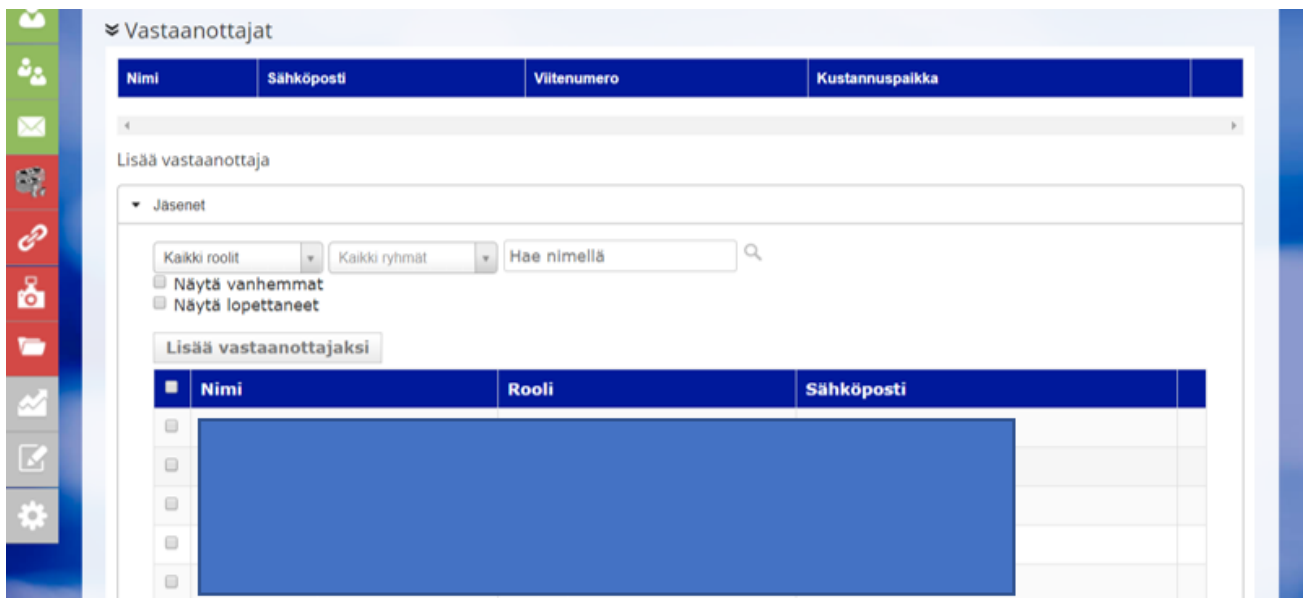 Vastaanottajat
Nimi Sähköposti Viitenumero Kustannuspaikka
Lisää vastaanottaja
Jäsenet
Kaikki roolit Kaikki ryhmät Hae nimellä
Näytä vanhemmat
Näytä lopettaneet
Lisää vastaanottajaksi
Nimi Rooli Sähköposti